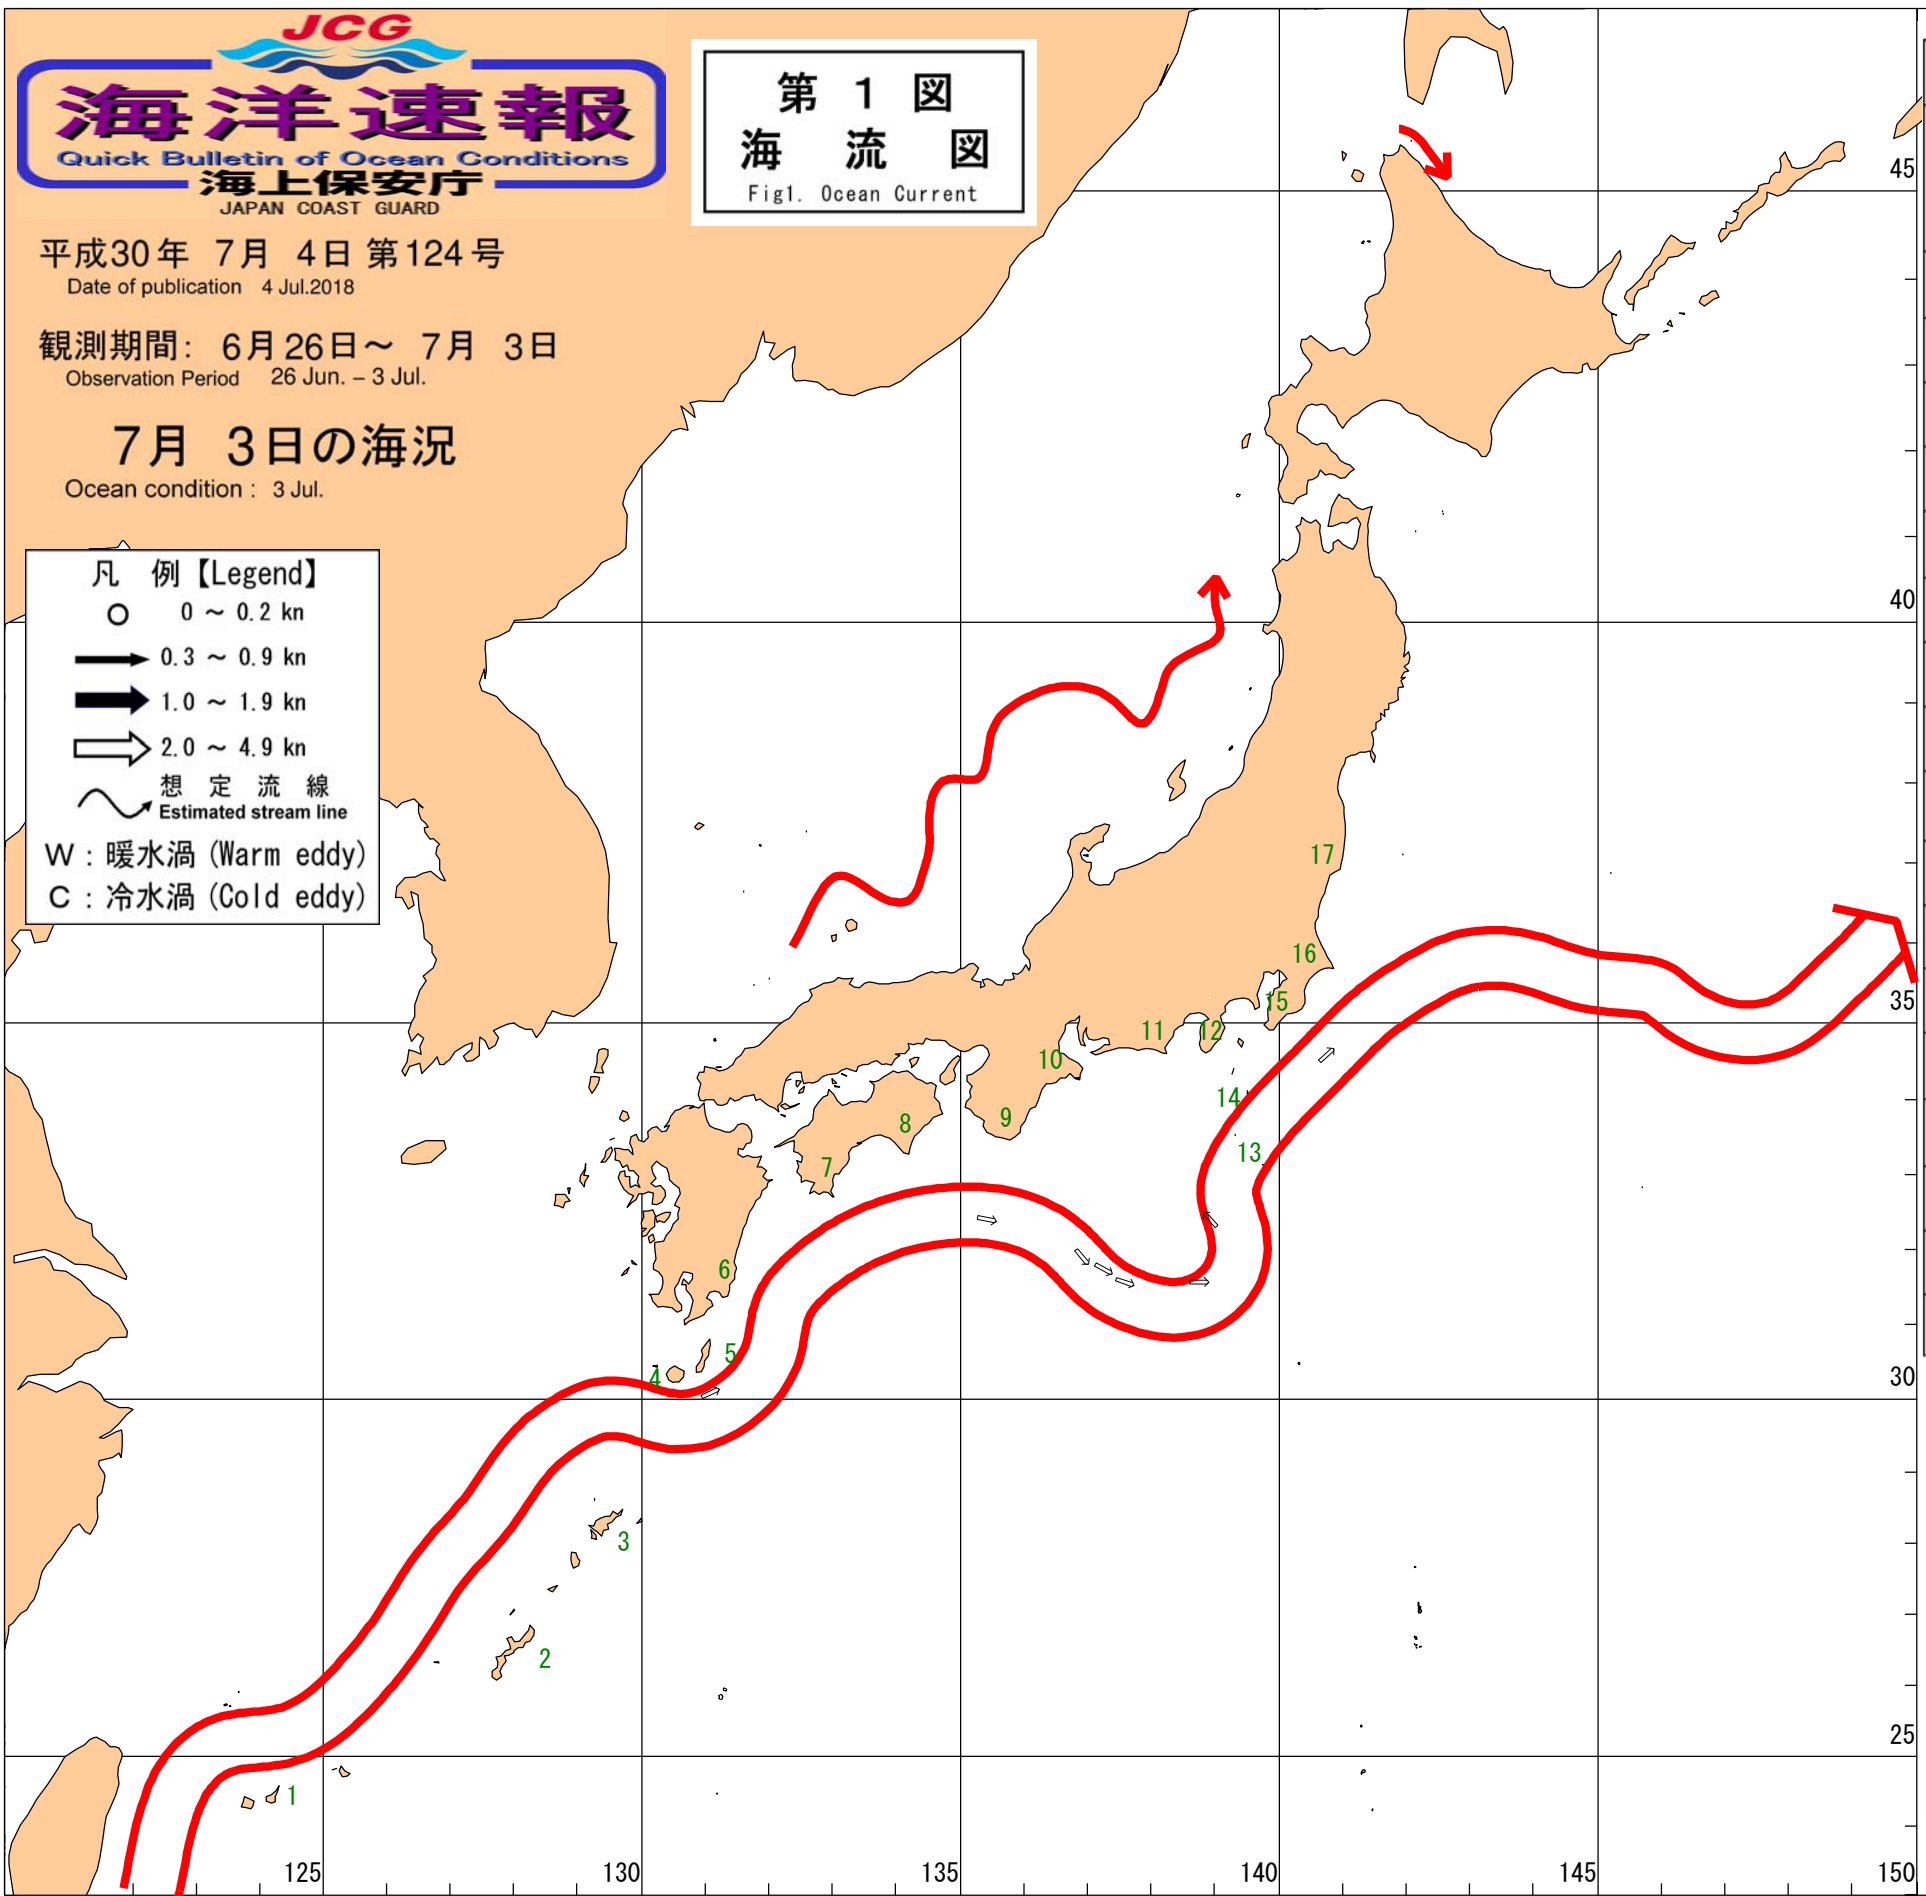 JCG
海洋速報
Quick Bulletin of Ocean Conditions
海上保安庁
JAPAN COAST GUARD
第 1 図
海 流 図
Fig1. Ocean Current
平成30年 7月 4日 第124号
Date of publication 4 Jul.2018
観測期間: 6月26日～ 7月 3日
Observation Period 26 Jun. – 3 Jul.
7月 3日の海況
Ocean condition : 3 Jul.
凡 例【Legend】
0 ～ 0.2 kn
0.3 ～ 0.9 kn
1.0 ～ 1.9 kn
2.0 ～ 4.9 kn
想 定 流 線
Estimated stream line
W : 暖水渦 (Warm eddy)
C : 冷水渦 (Cold eddy)
45
40
17
16
35
15
11
12
10
14
9
8
13
7
6
5
4
30
3
2
25
1
125
130
135
140
145
150